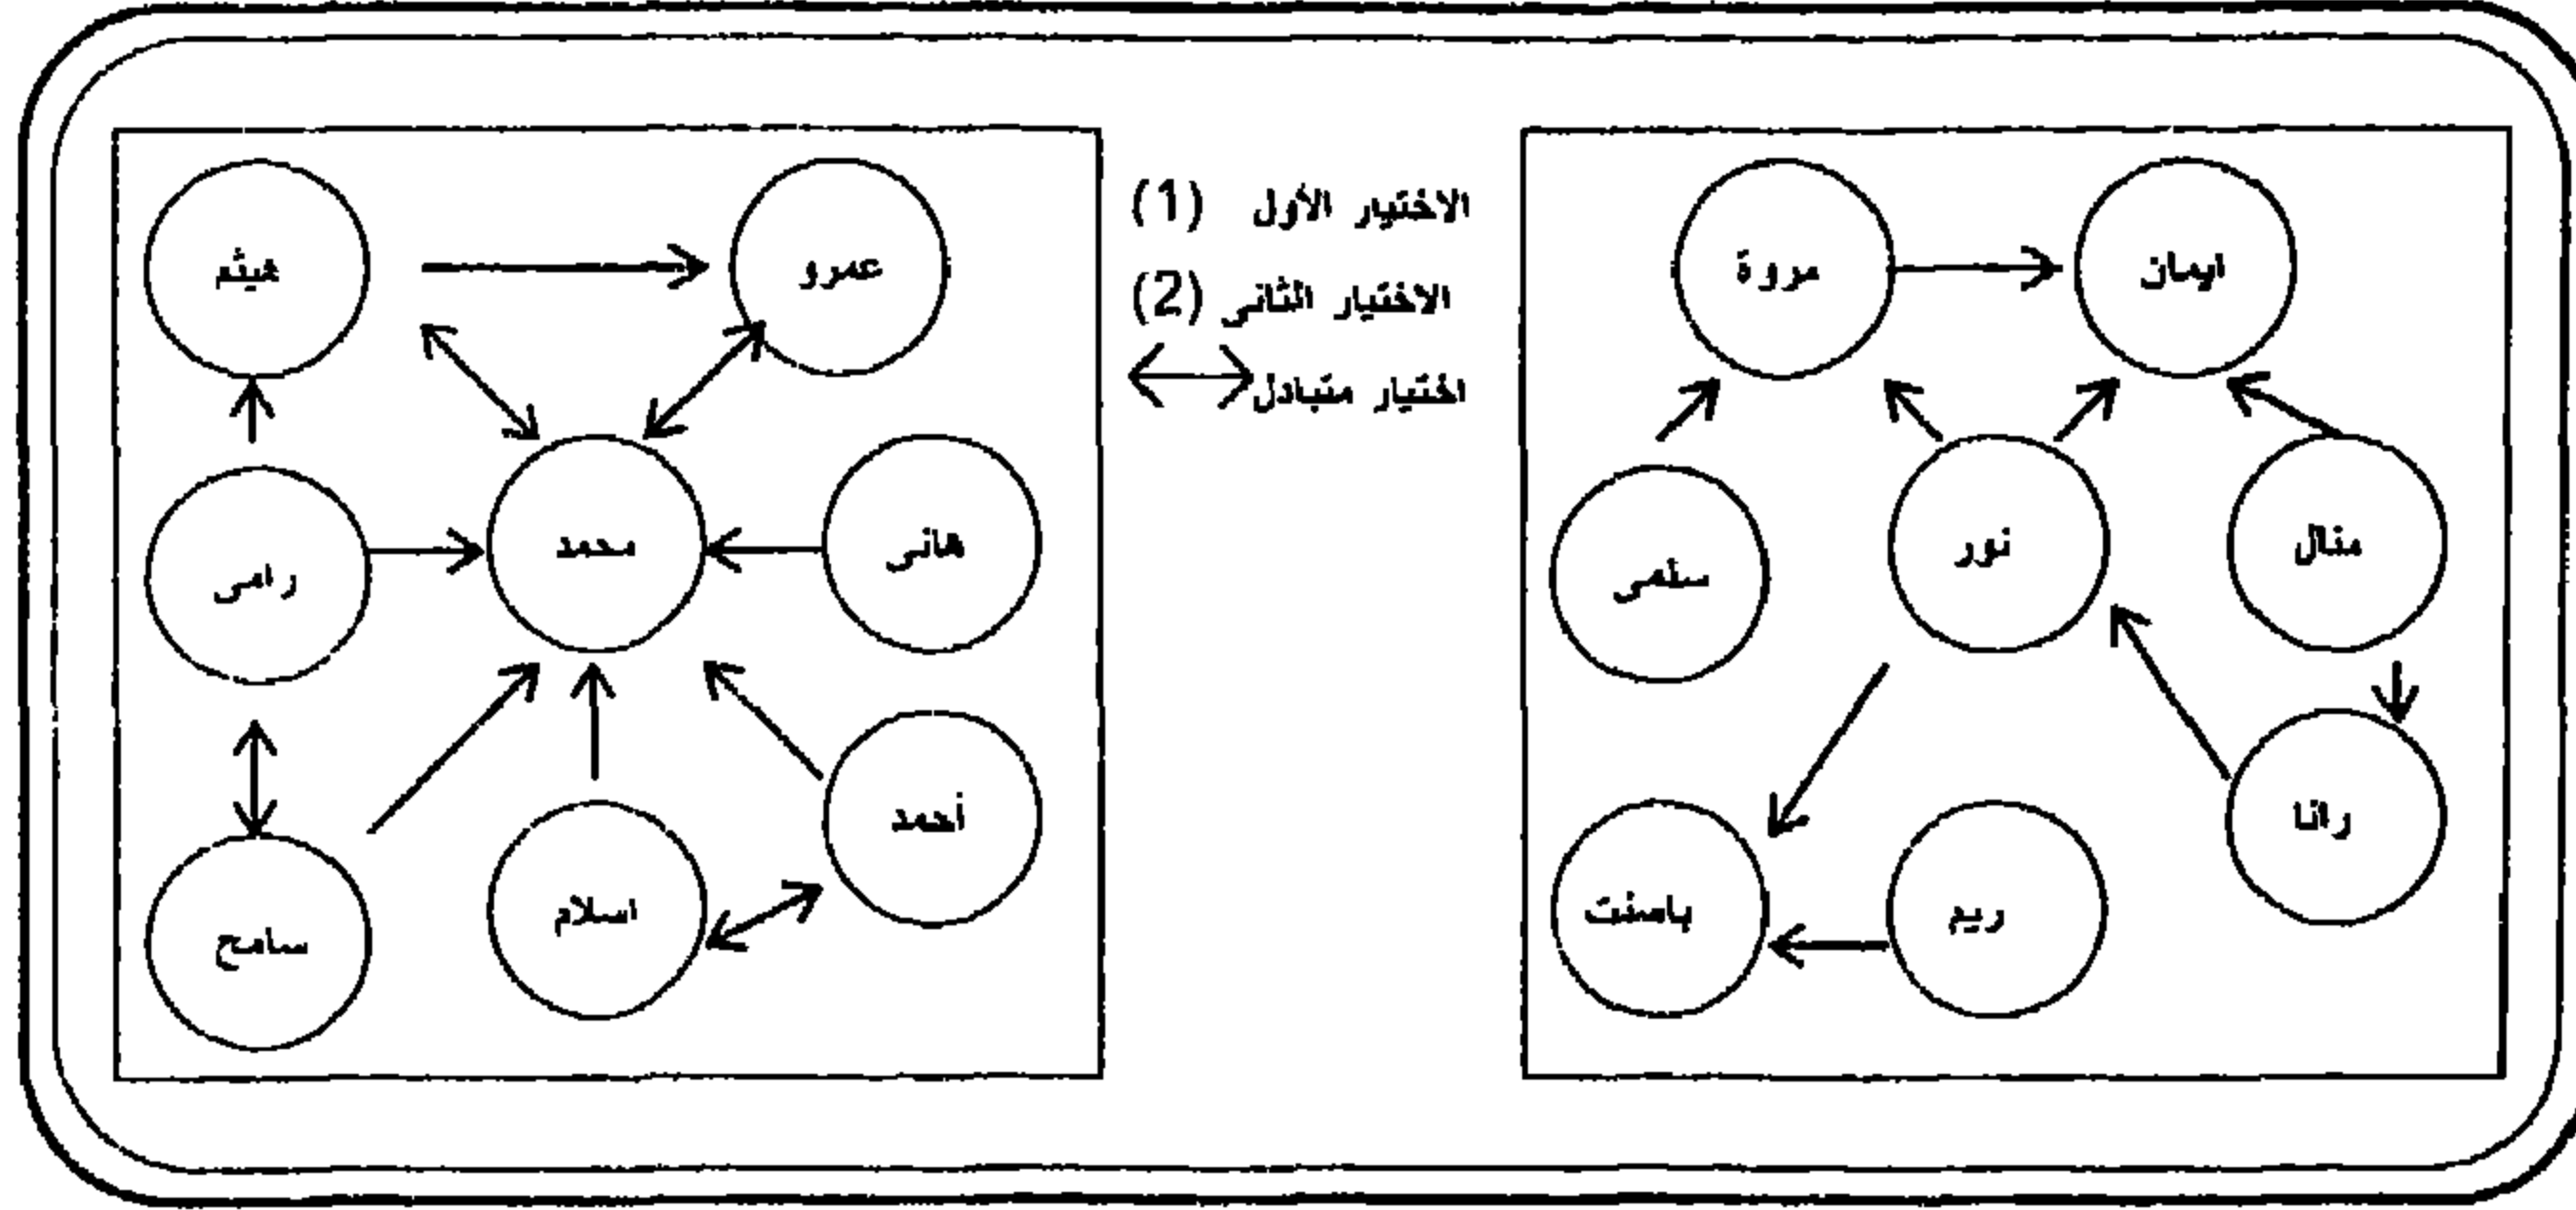 مروة
ايمان
سلمى
نور
منال
باسنت
ريم
رانا
الاختيار الأول (1)
الاختيار الثانى (2)
اختيار متبادل
هيثم
عمرو
رامى
محمد
هانى
سامح
اسلام
أحمد